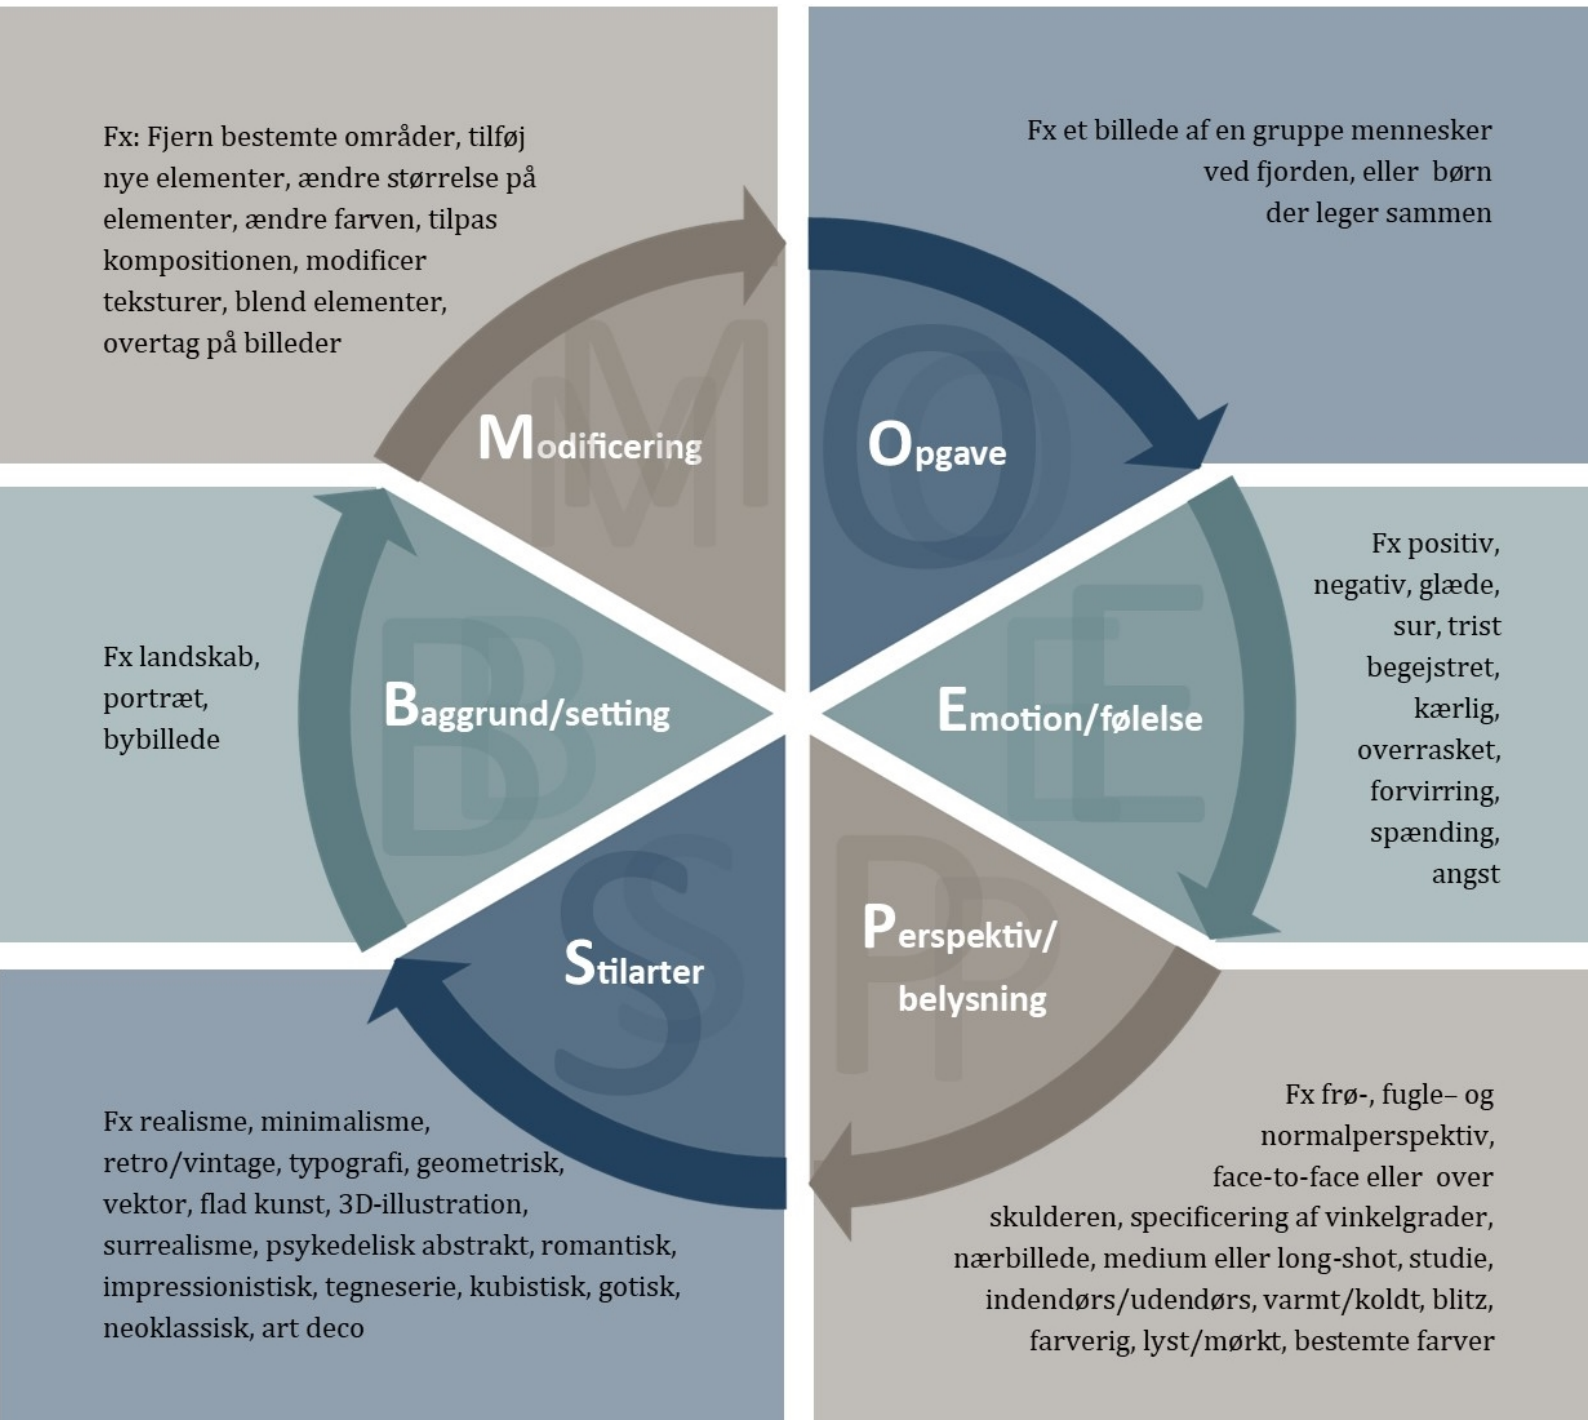 Fx: Fjern bestemte områder, tilføj
nye elementer, ændre størrelse på
elementer, ændre farven, tilpas
kompositionen, modificer
teksturer, blend elementer,
overtag på billeder
Fx et billede af en gruppe mennesker
ved fjorden, eller børn
der leger sammen
M
M
Modificering
O
O
Opgave
Fx landskab,
portræt,
bybillede
B
B
Baggrund/setting
E
E
Emotion/følelse
Fx positiv,
negativ, glæde,
sur, trist
begejstret,
kærlig,
overrasket,
forvirring,
spænding,
angst
S
S
Stilarter
P
P
Perspektiv/
belysning
Fx realisme, minimalisme,
retro/vintage, typografi, geometrisk,
vektor, flad kunst, 3D-illustration,
surrealisme, psykedelisk abstrakt, romantisk,
impressionistisk, tegneserie, kubistisk, gotisk,
neoklassisk, art deco
Fx frø-, fugle– og
normalperspektiv,
face-to-face eller over
skulderen, specificering af vinkelgrader,
nærbillede, medium eller long-shot, studie,
indendørs/udendørs, varmt/koldt, blitz,
farverig, lyst/mørkt, bestemte farver